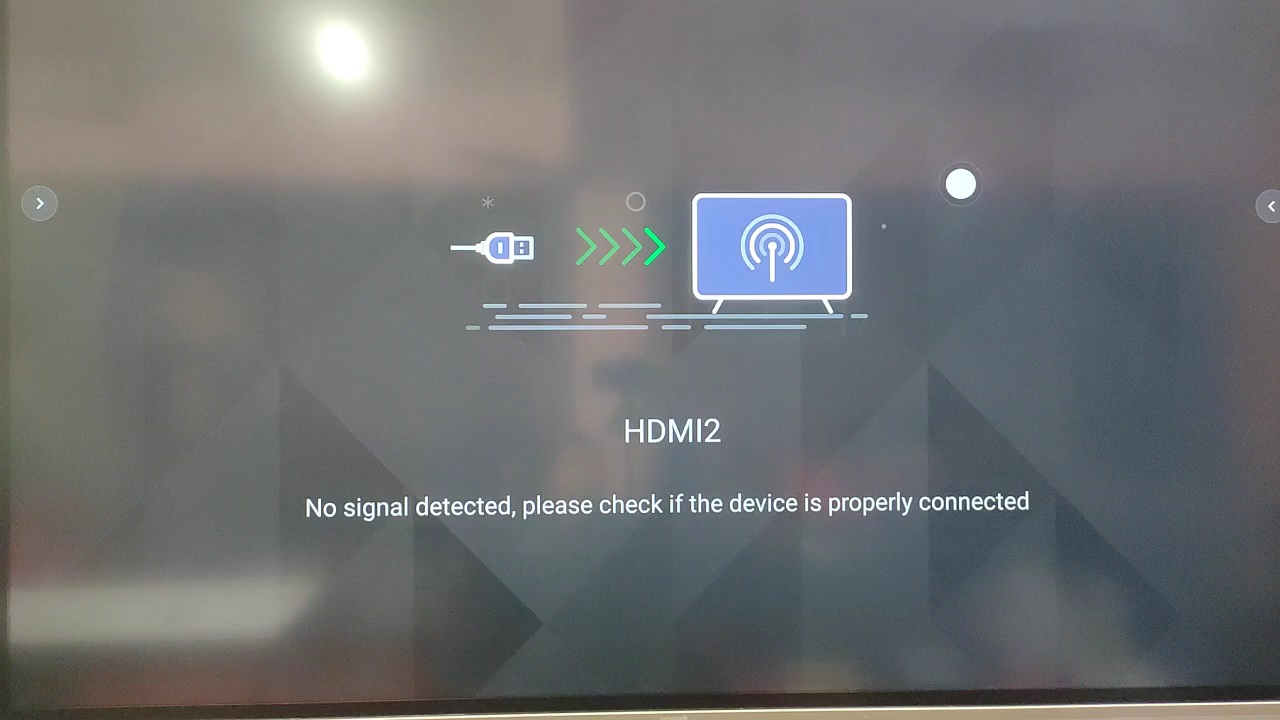 HDMI2
No signal detected, please check if the device is properly connected